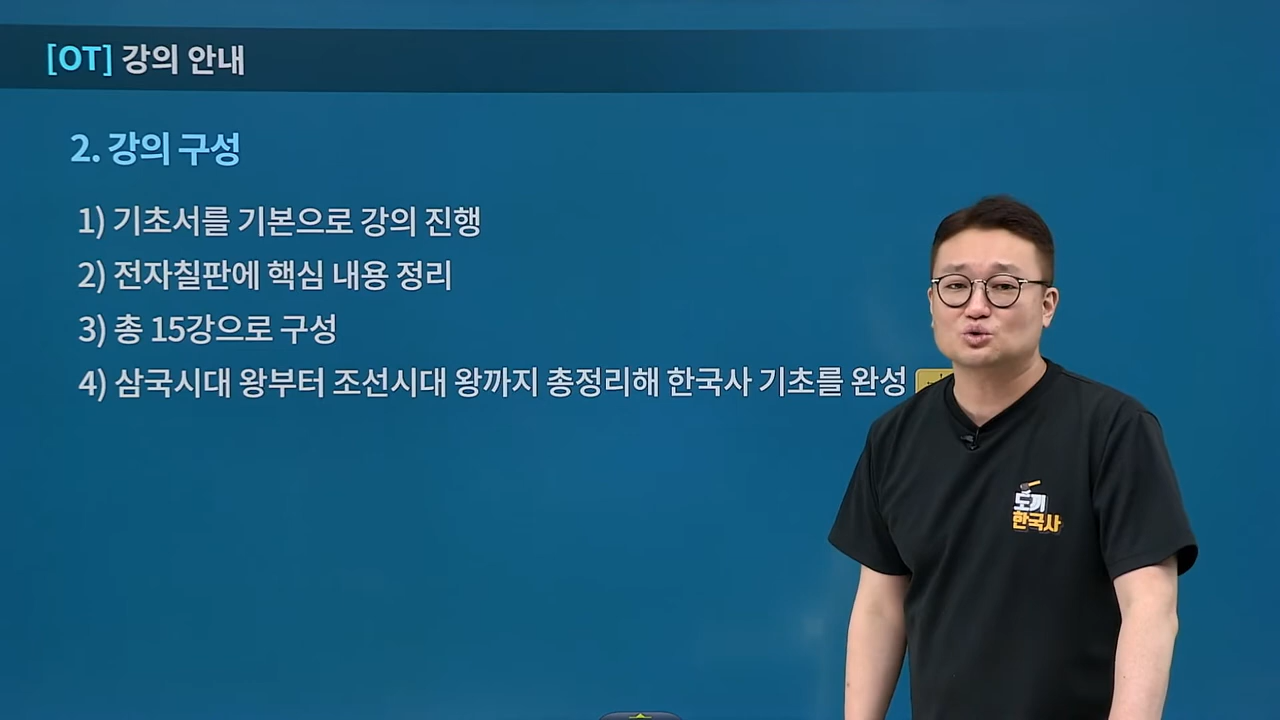 [OT] 강의 안내
2. 강의 구성
1) 기초서를 기본으로 강의 진행
2) 전자칠판에 핵심 내용 정리
3) 총 15강으로 구성
4) 삼국시대 왕부터 조선시대 왕까지 총정리해 한국사 기초를 완성
도끼
한국사